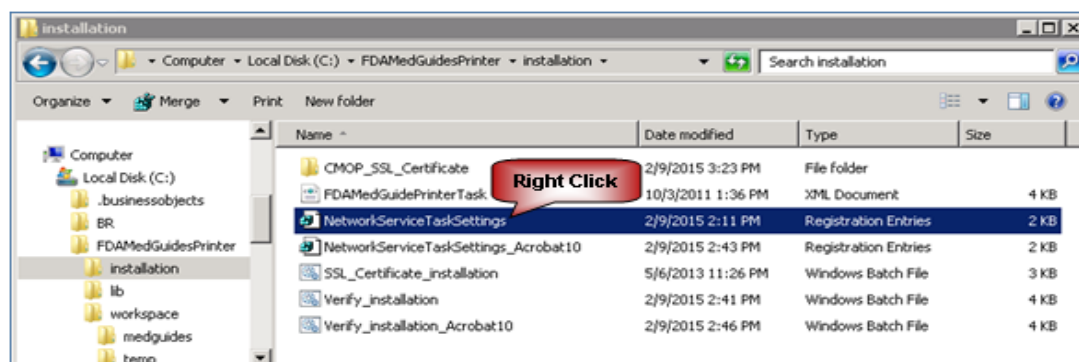 installation
Computer Local Disk (C:) FDAMedGuidesPrinter installation Search installation
Organize Merge Print New folder
Name Date modified Type Size
Computer
Local Disk (C:)
.businessobjects
BR
FDAMedGuidesPrinter
installation
lib
workspace
medguides
temp
CMOP_SSL_Certificate 2/9/2015 3:23 PM File folder
Right Click
FDAMedGuidePrinterTask 10/3/2011 1:36 PM XML Document 4 KB
NetworkServiceTaskSettings 2/9/2015 2:11 PM Registration Entries 2 KB
NetworkServiceTaskSettings_Acrobat10 2/9/2015 2:43 PM Registration Entries 2 KB
SSL_Certificate_installation 5/6/2013 11:26 PM Windows Batch File 3 KB
Verify_installation 2/9/2015 2:41 PM Windows Batch File 4 KB
Verify_installation_Acrobat10 2/9/2015 2:46 PM Windows Batch File 4 KB